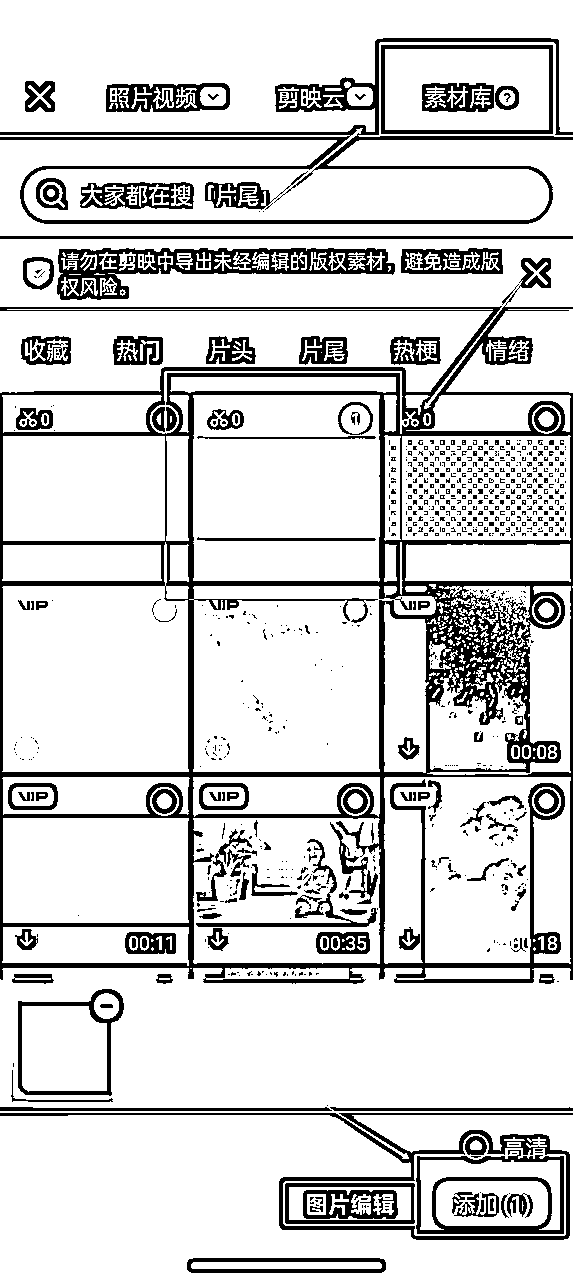 照片视频
剪映云
素材库?
大家都在搜「片尾」
请勿在剪映中导出未经编辑的版权素材，避免造成版
权风险。
收藏 热门 片头 片尾 热梗 情绪
0 0 1 0
VIP VIP VIP
00:08
VIP VIP VIP
00:11 00:35 00:18
高清
图片编辑 添加(1)